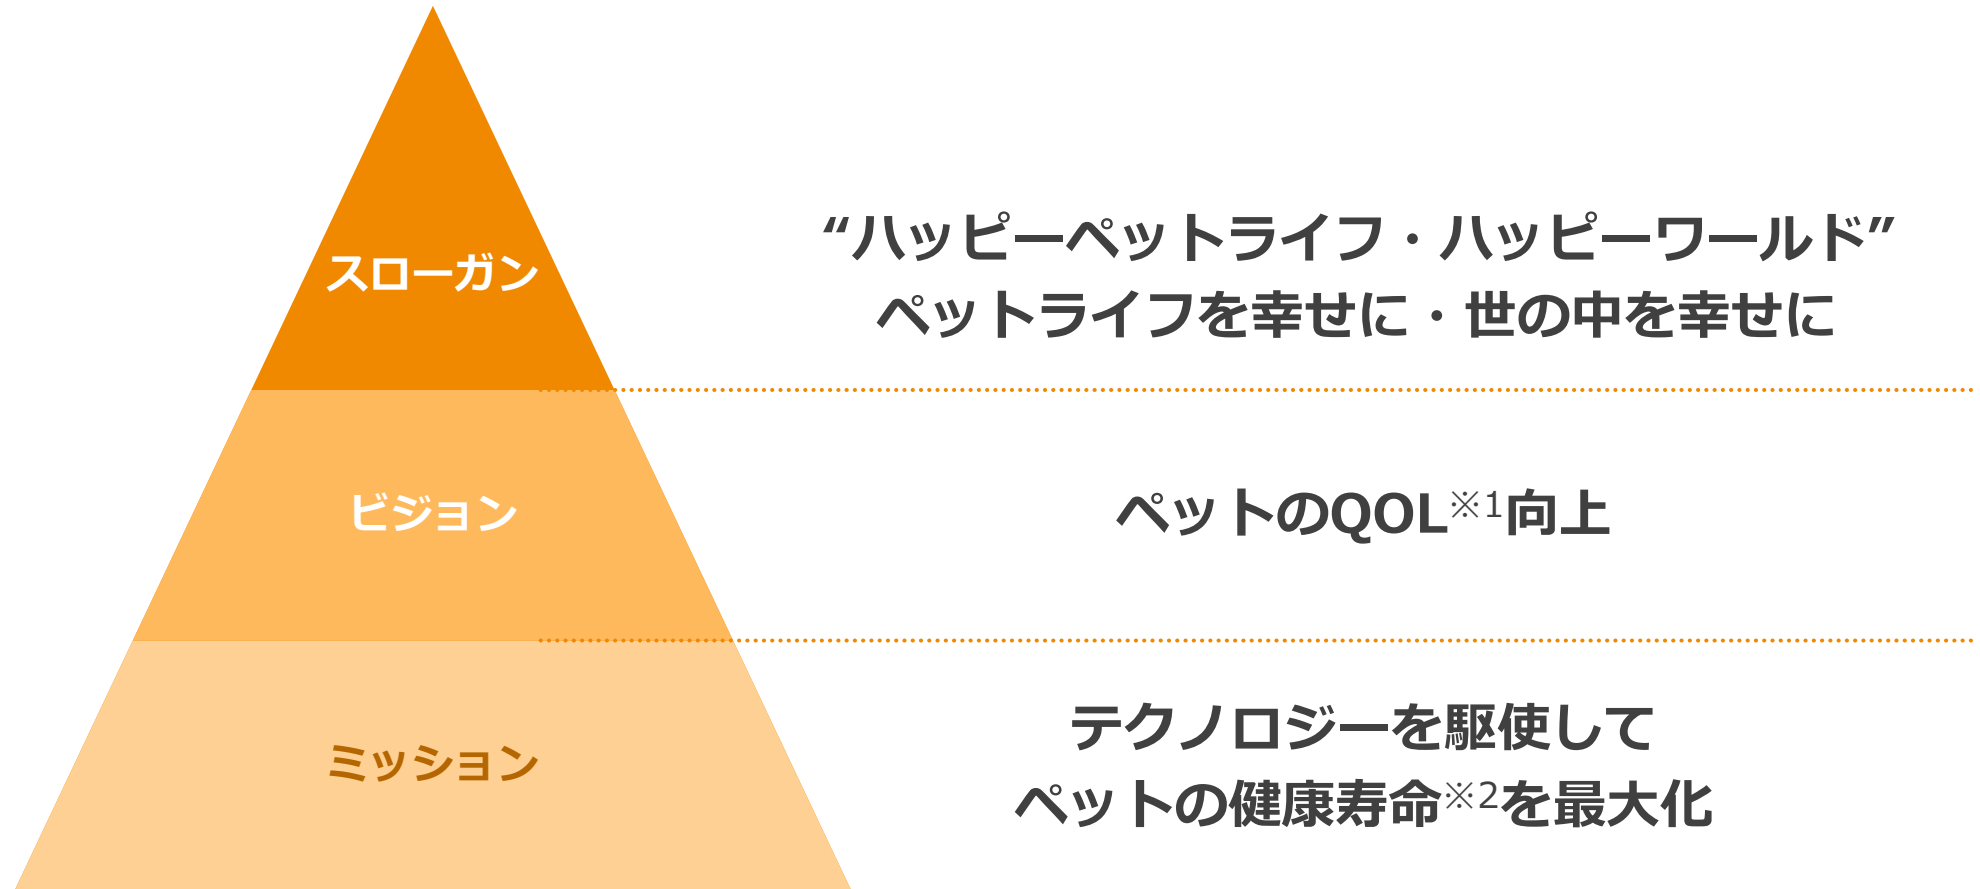 スローガン
“ハッピーペットライフ・ハッピーワールド”
ペットライフを幸せに・世の中を幸せに
ビジョン
ペットのQOL※1向上
ミッション
テクノロジーを駆使して
ペットの健康寿命※2を最大化